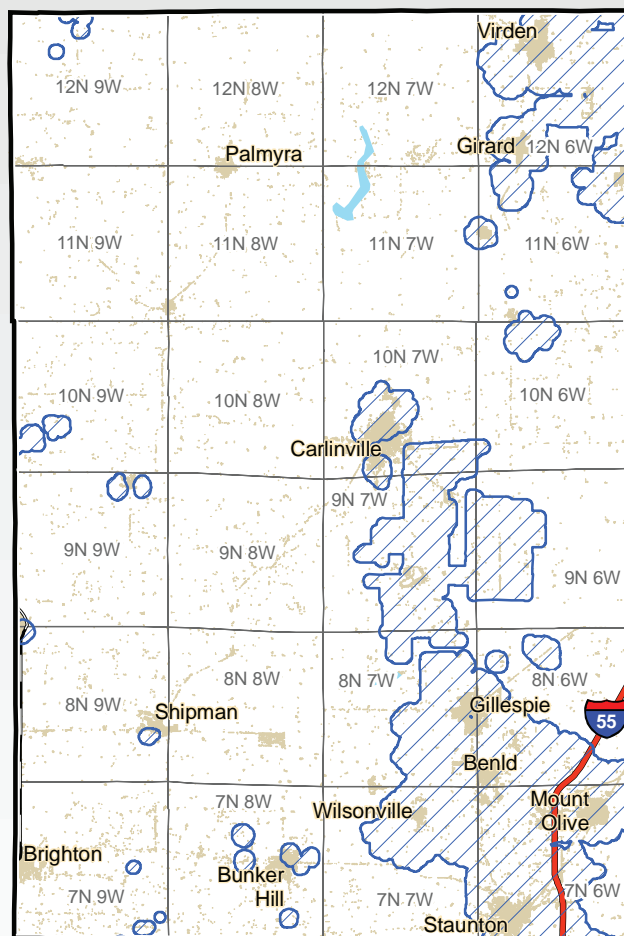 Virden
12N 9W
12N 8W
12N 7W
Girard
12N 6W
Palmyra
11N 9W
11N 8W
11N 7W
11N 6W
10N 7W
10N 9W
10N 8W
10N 6W
Carlinville
9N 7W
9N 9W
9N 8W
9N 6W
8N 9W
8N 8W
8N 7W
8N 6W
Shipman
Gillespie
55
Benld
7N 8W
Wilsonville
Mount
Olive
Brighton
Bunker
Hill
7N 9W
7N 7W
7N 6W
Staunton